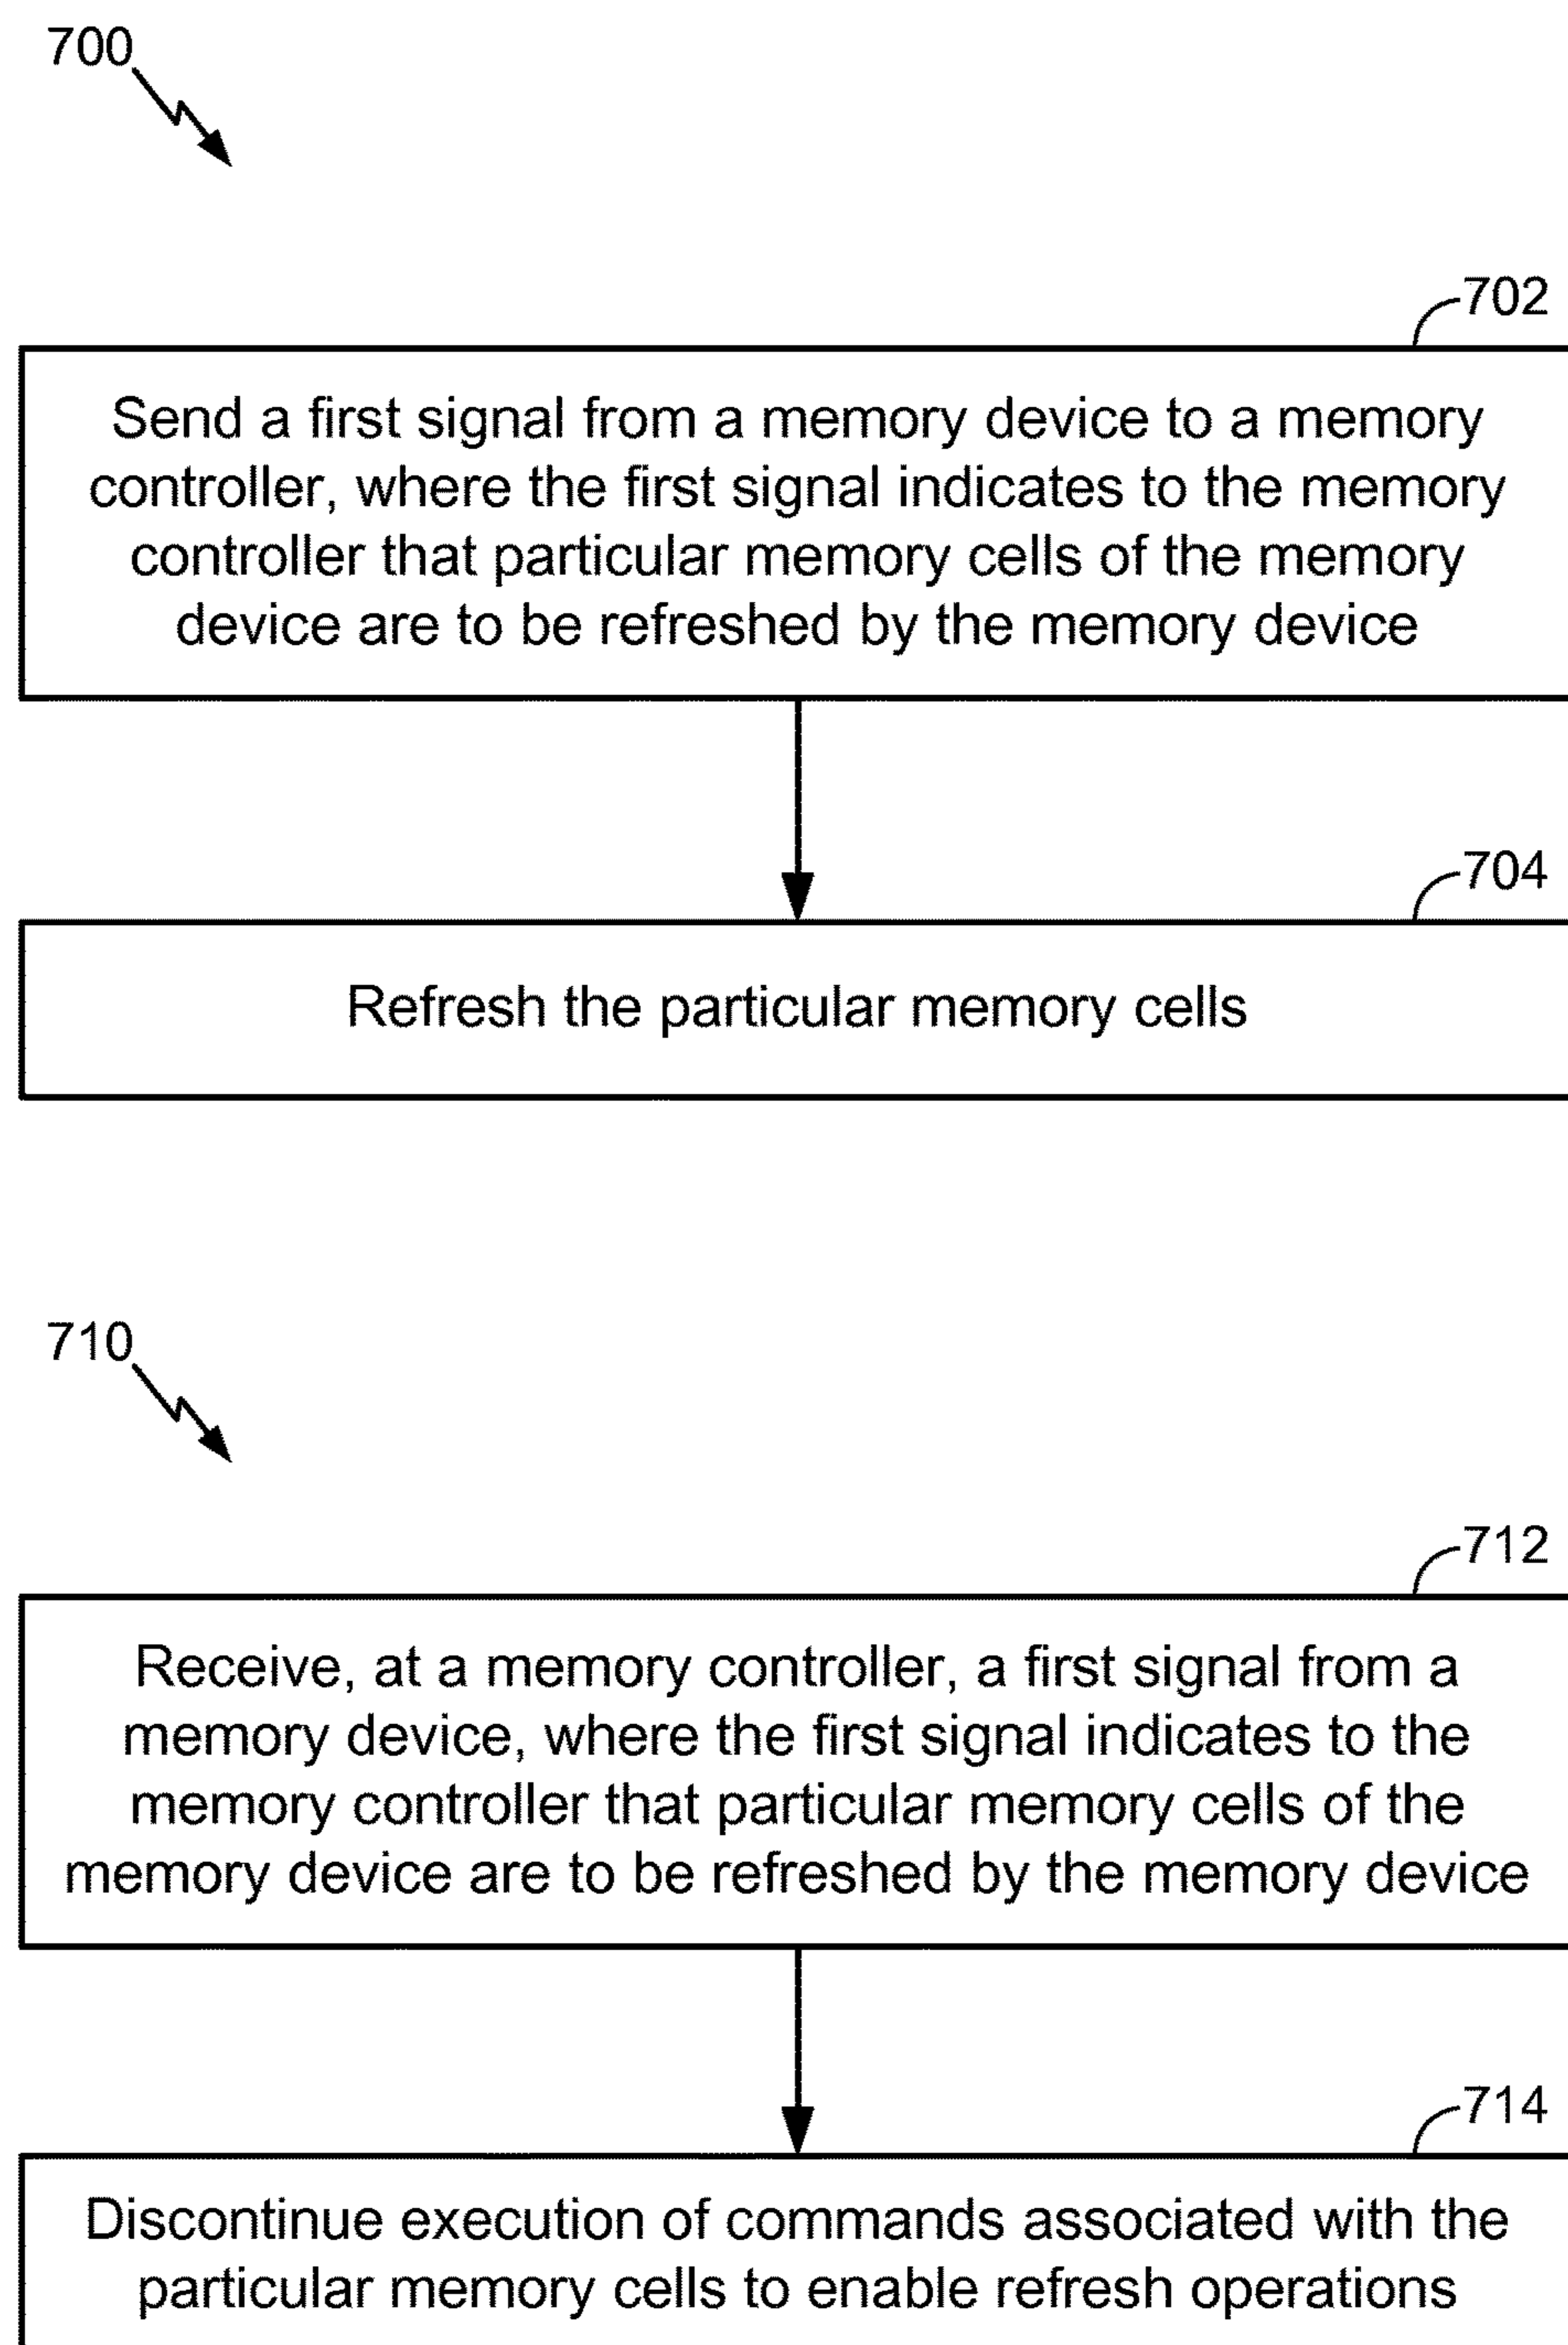 700
702
Send a first signal from a memory device to a memory
controller, where the first signal indicates to the memory
controller that particular memory cells of the memory
device are to be refreshed by the memory device
704
Refresh the particular memory cells
710
712
Receive, at a memory controller, a first signal from a
memory device, where the first signal indicates to the
memory controller that particular memory cells of the
memory device are to be refreshed by the memory device
714
Discontinue execution of commands associated with the
particular memory cells to enable refresh operations